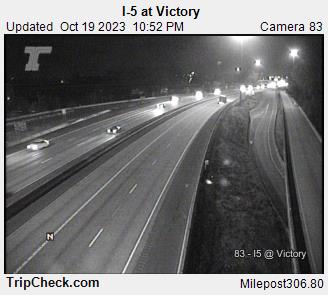 I-5 at Victory
Updated Oct 19 2023 10:52 PM Camera 83
T
N
83 - I5 @ Victory
TripCheck.com Milepost306.80